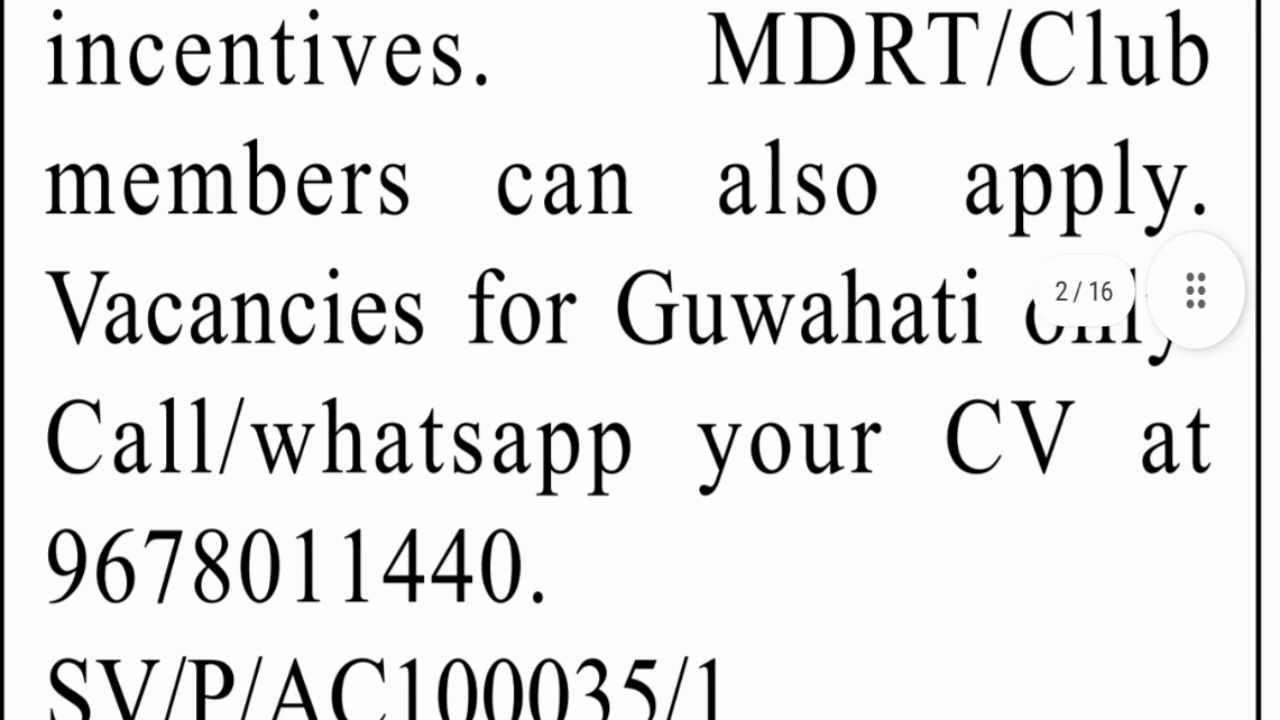 incentives. MDRT/Club
members can also apply.
Vacancies for Guwahati only
2 / 16
Call/whatsapp your CV at
9678011440.
SV/P/AC100035/1